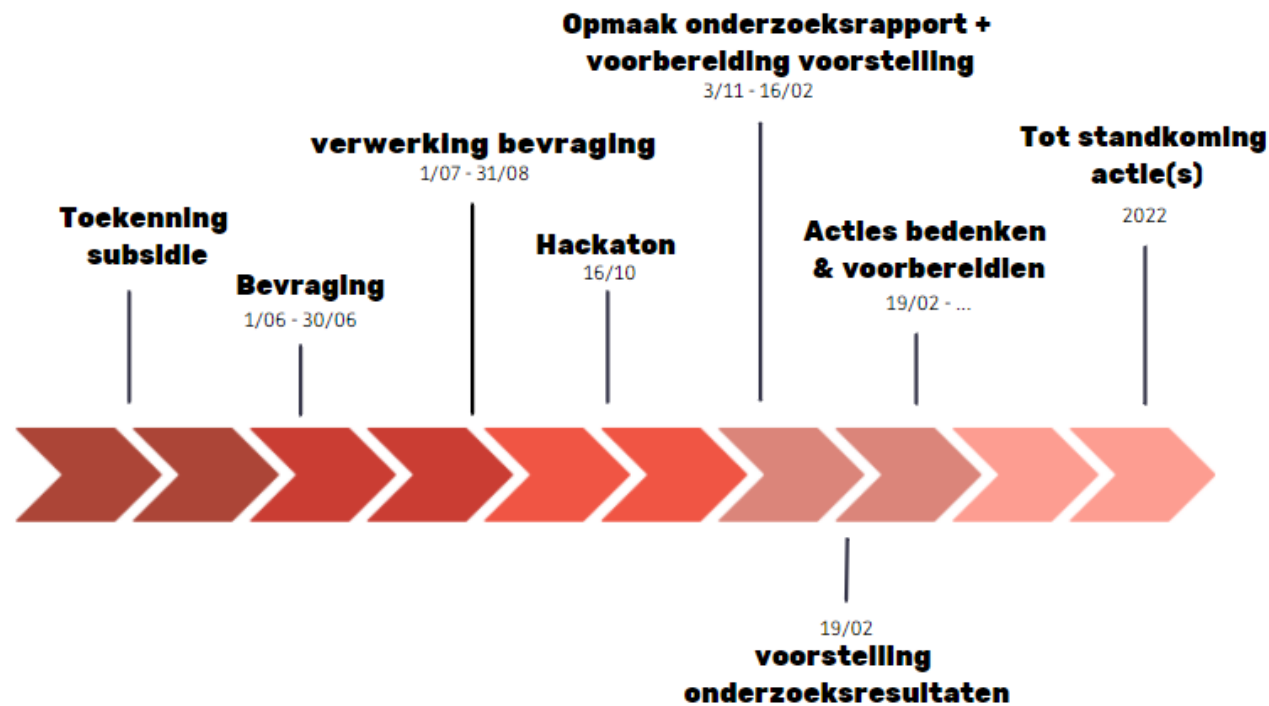 Opmaak onderzoeksrapport +
voorbereiding voorstelling
3/11 - 16/02
verwerking bevraging
1/07 - 31/08
Tot standkoming
actie(s)
2022
Toekenning
subsidie
Hackaton
16/10
Acties bedenken
& voorbereidien
19/02 - ...
Bevraging
1/06 - 30/06
19/02
voorstelling
onderzoeksresultaten